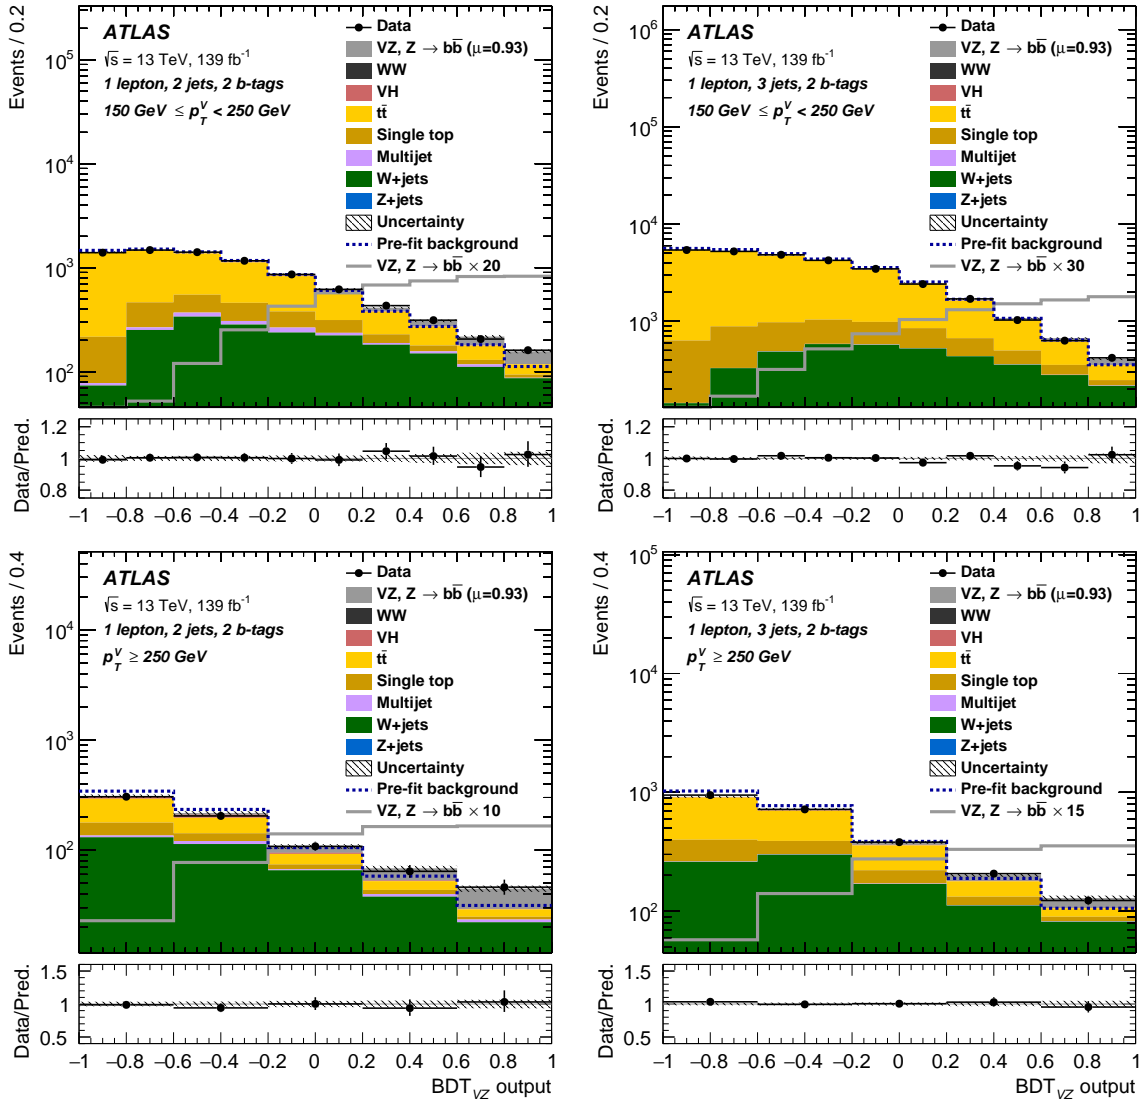 Events / 0.2
10⁵
10⁴
10³
10²
ATLAS
√s = 13 TeV, 139 fb⁻¹
1 lepton, 2 jets, 2 b-tags
150 GeV ≤ p_T^V < 250 GeV
Data
VZ, Z → bb̅ (μ=0.93)
WW
VH
tt̄
Single top
Multijet
W+jets
Z+jets
Uncertainty
Pre-fit background
VZ, Z → bb̅ × 20
Data/Pred.
1.2
1
0.8
−1 −0.8 −0.6 −0.4 −0.2 0 0.2 0.4 0.6 0.8 1
Events / 0.2
10⁶
10⁵
10⁴
10³
ATLAS
√s = 13 TeV, 139 fb⁻¹
1 lepton, 3 jets, 2 b-tags
150 GeV ≤ p_T^V < 250 GeV
Data
VZ, Z → bb̅ (μ=0.93)
WW
VH
tt̄
Single top
Multijet
W+jets
Z+jets
Uncertainty
Pre-fit background
VZ, Z → bb̅ × 30
Data/Pred.
1.2
1
0.8
−1 −0.8 −0.6 −0.4 −0.2 0 0.2 0.4 0.6 0.8 1
Events / 0.4
10⁴
10³
10²
ATLAS
√s = 13 TeV, 139 fb⁻¹
1 lepton, 2 jets, 2 b-tags
p_T^V ≥ 250 GeV
Data
VZ, Z → bb̅ (μ=0.93)
WW
VH
tt̄
Single top
Multijet
W+jets
Z+jets
Uncertainty
Pre-fit background
VZ, Z → bb̅ × 10
Data/Pred.
1.5
1
0.5
−1 −0.8 −0.6 −0.4 −0.2 0 0.2 0.4 0.6 0.8 1
BDT_VZ output
Events / 0.4
10⁵
10⁴
10³
10²
ATLAS
√s = 13 TeV, 139 fb⁻¹
1 lepton, 3 jets, 2 b-tags
p_T^V ≥ 250 GeV
Data
VZ, Z → bb̅ (μ=0.93)
WW
VH
tt̄
Single top
Multijet
W+jets
Z+jets
Uncertainty
Pre-fit background
VZ, Z → bb̅ × 15
Data/Pred.
1.5
1
0.5
−1 −0.8 −0.6 −0.4 −0.2 0 0.2 0.4 0.6 0.8 1
BDT_VZ output